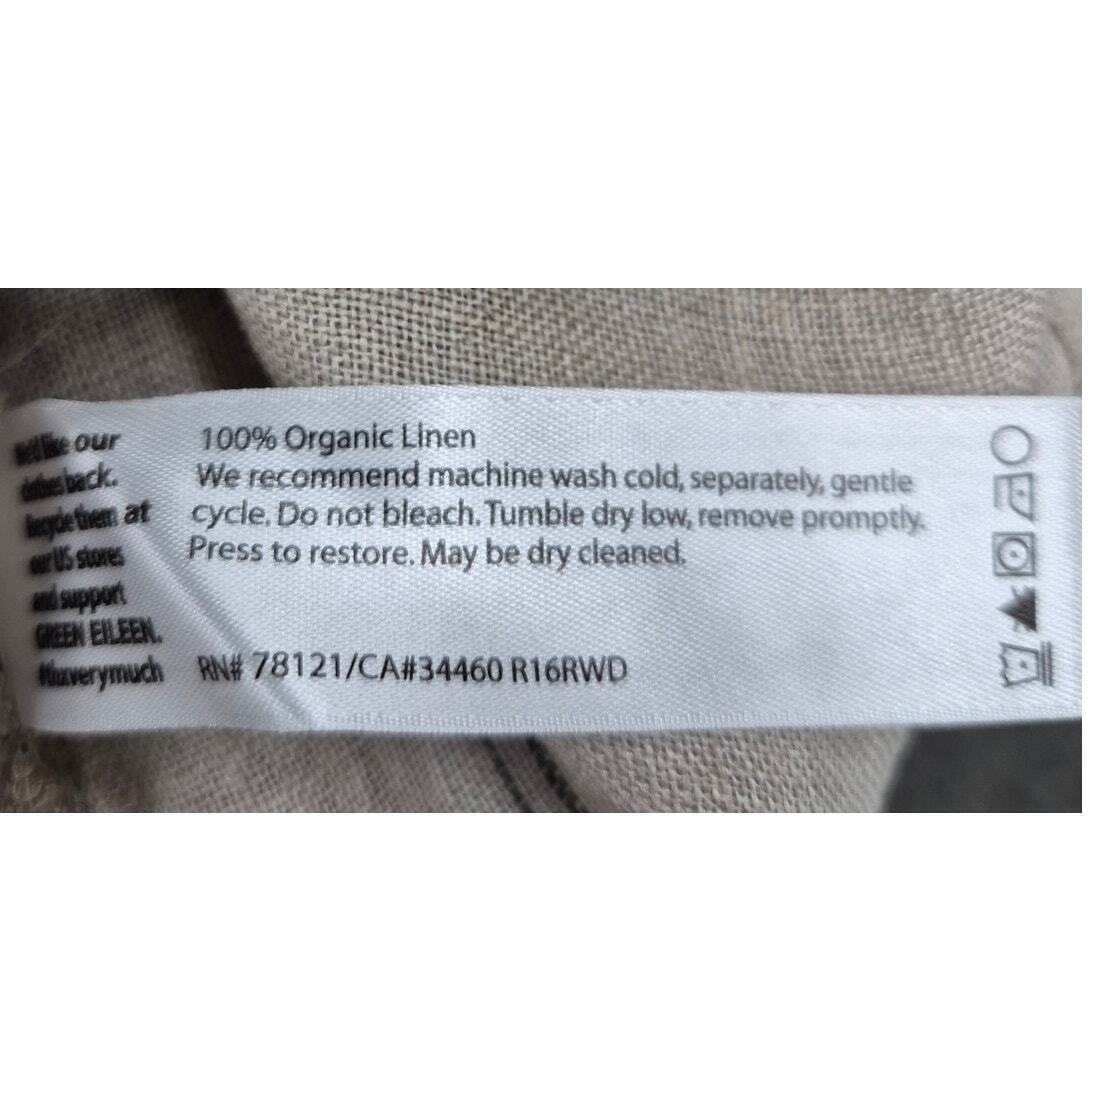 We'd like our
clothes back.
Recycle them at
our US stores
and support
GREEN EILEEN.
#thxverymuch
100% Organic Linen
We recommend machine wash cold, separately, gentle
cycle. Do not bleach. Tumble dry low, remove promptly.
Press to restore. May be dry cleaned.
RN# 78121/CA#34460 R16RWD